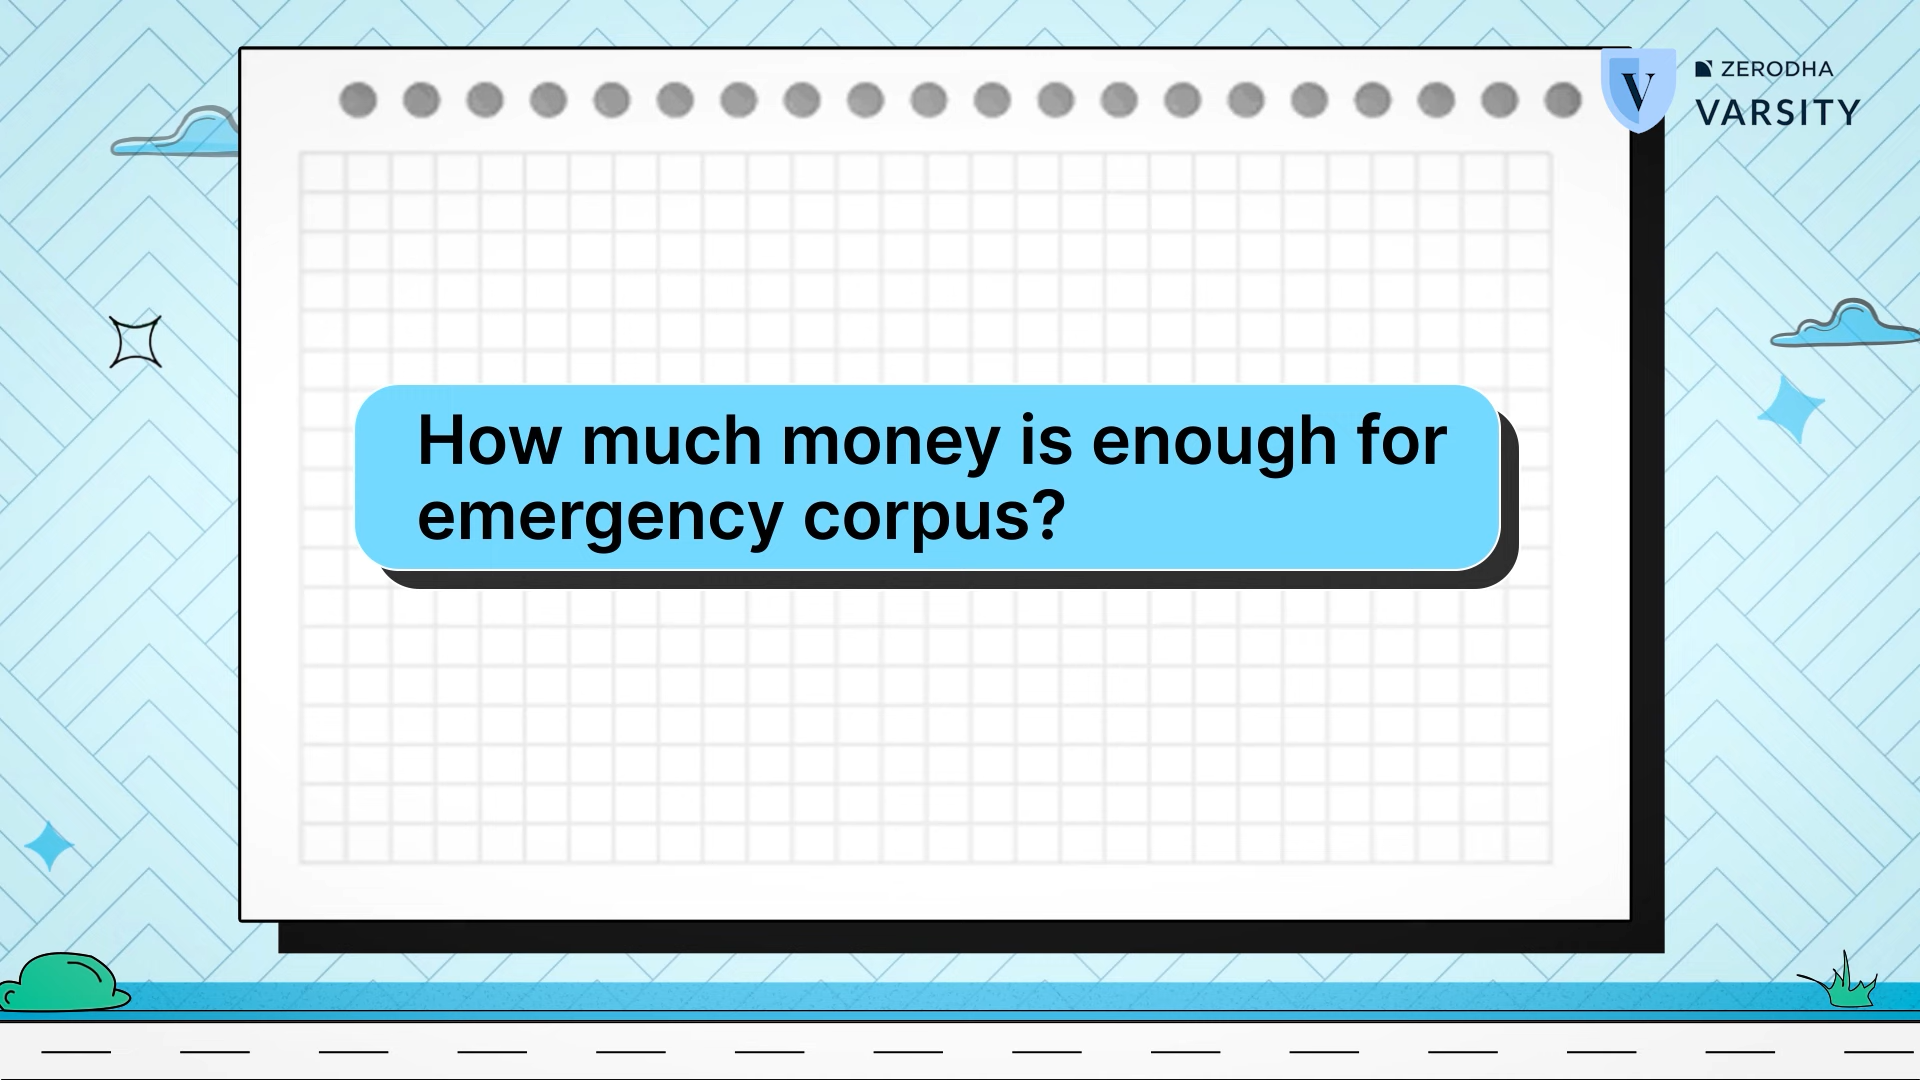 ZERODHA
VARSITY
V
How much money is enough for
emergency corpus?